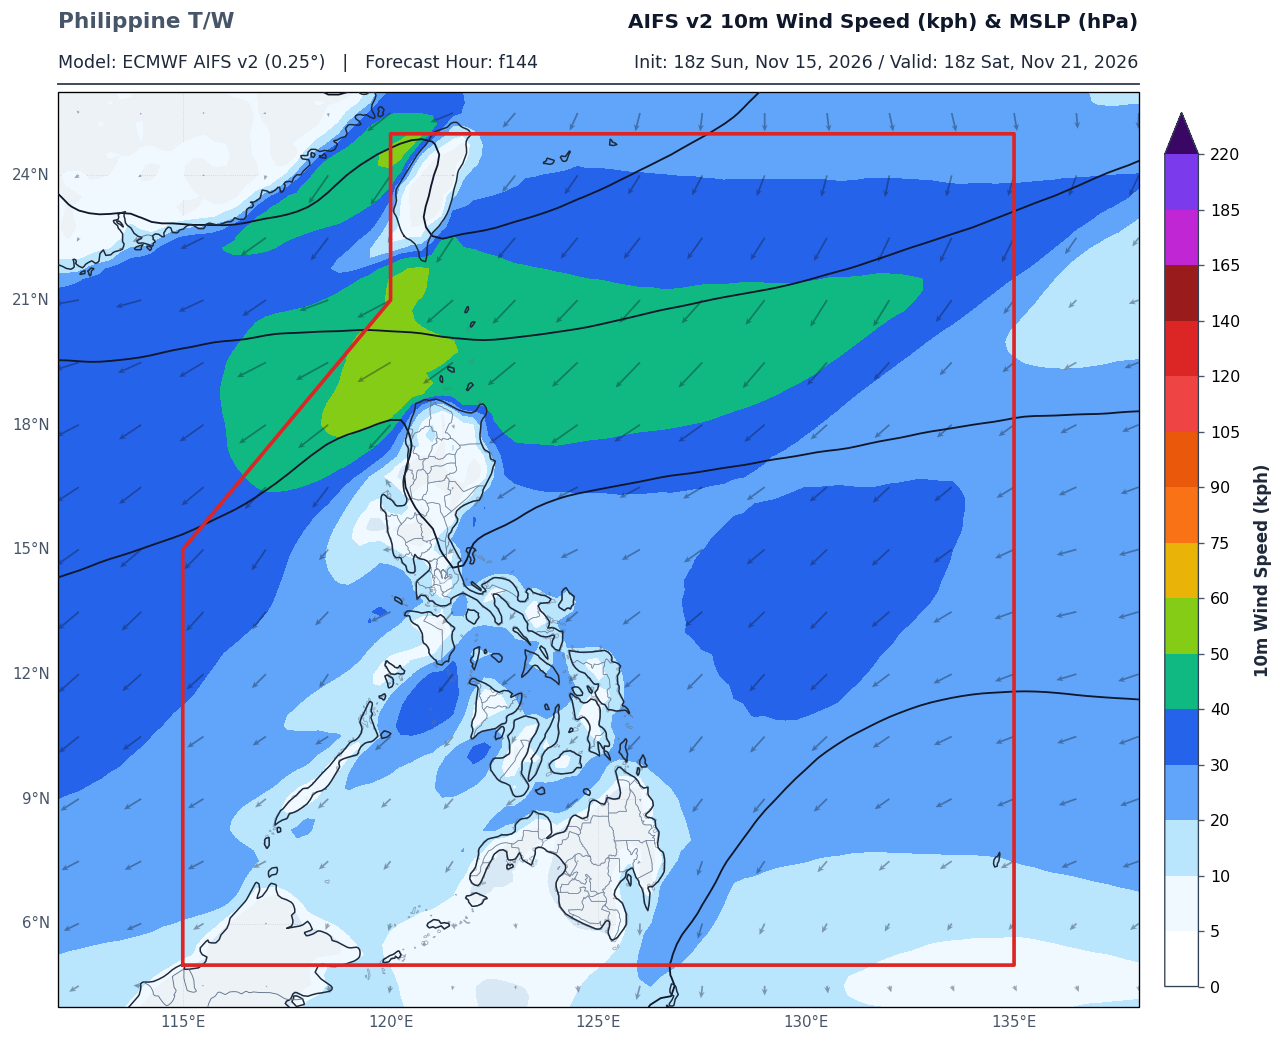 Philippine T/W
AIFS v2 10m Wind Speed (kph) & MSLP (hPa)
Model: ECMWF AIFS v2 (0.25°) | Forecast Hour: f144
Init: 18z Sun, Nov 15, 2026 / Valid: 18z Sat, Nov 21, 2026
24°N
21°N
18°N
15°N
12°N
9°N
6°N
115°E
120°E
125°E
130°E
135°E
220
185
165
140
120
105
90
75
60
50
40
30
20
10
5
0
10m Wind Speed (kph)